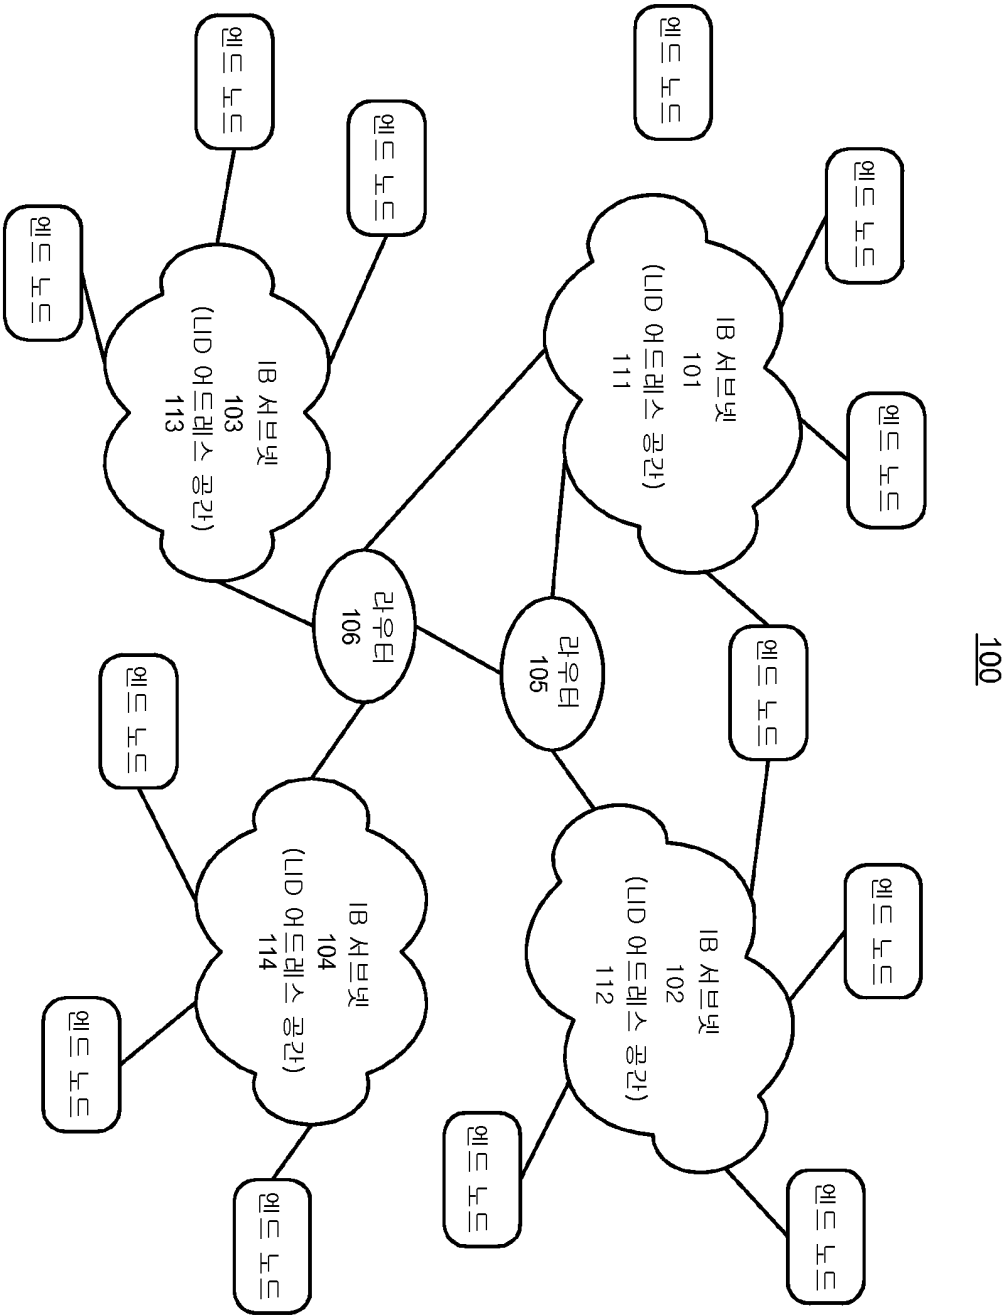 100
엔드 노드
엔드 노드
엔드 노드
엔드 노드
엔드 노드
엔드 노드
IB 서브넷
101
(LID 어드레스 공간)
111
IB 서브넷
102
(LID 어드레스 공간)
112
라우터
105
엔드 노드
엔드 노드
라우터
106
엔드 노드
IB 서브넷
103
(LID 어드레스 공간)
113
IB 서브넷
104
(LID 어드레스 공간)
114
엔드 노드
엔드 노드
엔드 노드
엔드 노드